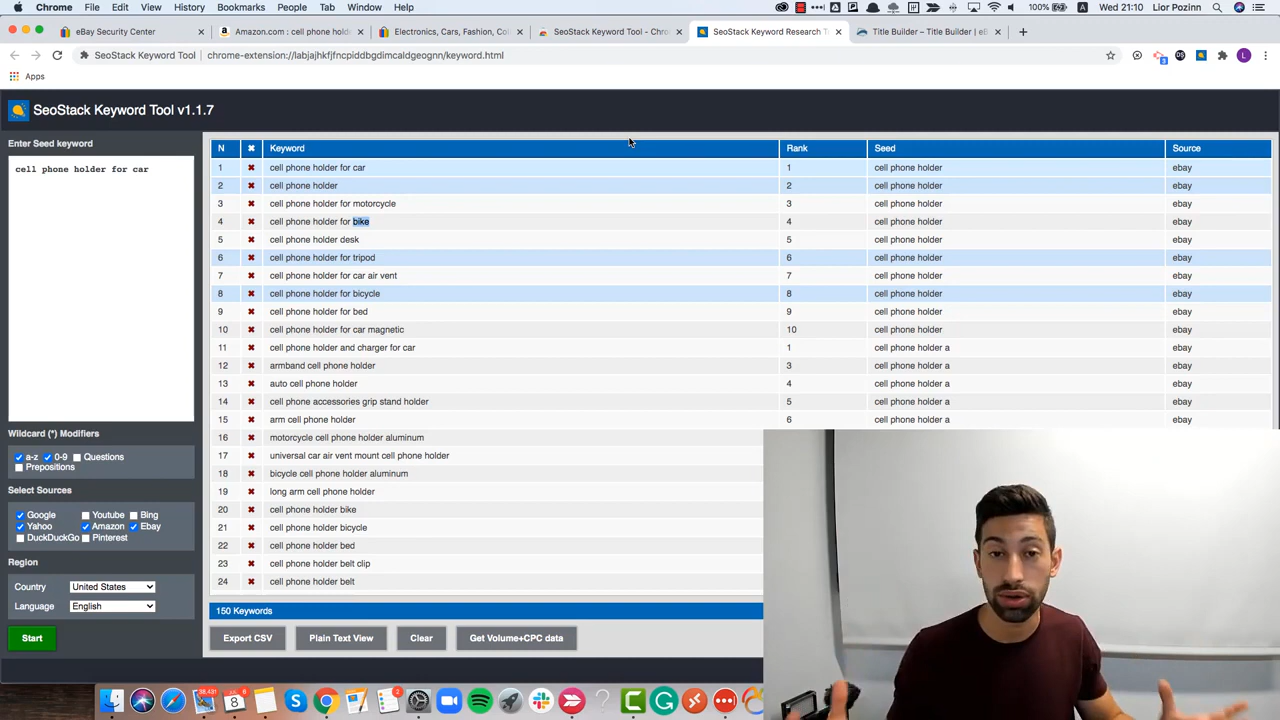 Chrome File Edit View History Bookmarks People Tab Window Help 100% Wed 21:10 Lior Pozinn
eBay Security Center Amazon.com : cell phone hold Electronics, Cars, Fashion, Col SeoStack Keyword Tool - Chro SeoStack Keyword Research T Title Builder – Title Builder | eB
SeoStack Keyword Tool chrome-extension://labjajhkfjfncpiddbgdimcaldgeognn/keyword.html
Apps
SeoStack Keyword Tool v1.1.7
Enter Seed keyword
cell phone holder for car
Wildcard (*) Modifiers
a-z 0-9 Questions
Prepositions
Select Sources
Google Youtube Bing
Yahoo Amazon Ebay
DuckDuckGo Pinterest
Region
Country United States
Language English
Start
N ✖ Keyword Rank Seed Source
1 ✖ cell phone holder for car 1 cell phone holder ebay
2 ✖ cell phone holder 2 cell phone holder ebay
3 ✖ cell phone holder for motorcycle 3 cell phone holder ebay
4 ✖ cell phone holder for bike 4 cell phone holder ebay
5 ✖ cell phone holder desk 5 cell phone holder ebay
6 ✖ cell phone holder for tripod 6 cell phone holder ebay
7 ✖ cell phone holder for car air vent 7 cell phone holder ebay
8 ✖ cell phone holder for bicycle 8 cell phone holder ebay
9 ✖ cell phone holder for bed 9 cell phone holder ebay
10 ✖ cell phone holder for car magnetic 10 cell phone holder ebay
11 ✖ cell phone holder and charger for car 1 cell phone holder a ebay
12 ✖ armband cell phone holder 3 cell phone holder a ebay
13 ✖ auto cell phone holder 4 cell phone holder a ebay
14 ✖ cell phone accessories grip stand holder 5 cell phone holder a ebay
15 ✖ arm cell phone holder 6 cell phone holder a ebay
16 ✖ motorcycle cell phone holder aluminum
17 ✖ universal car air vent mount cell phone holder
18 ✖ bicycle cell phone holder aluminum
19 ✖ long arm cell phone holder
20 ✖ cell phone holder bike
21 ✖ cell phone holder bicycle
22 ✖ cell phone holder bed
23 ✖ cell phone holder belt clip
24 ✖ cell phone holder belt
150 Keywords
Export CSV Plain Text View Clear Get Volume+CPC data